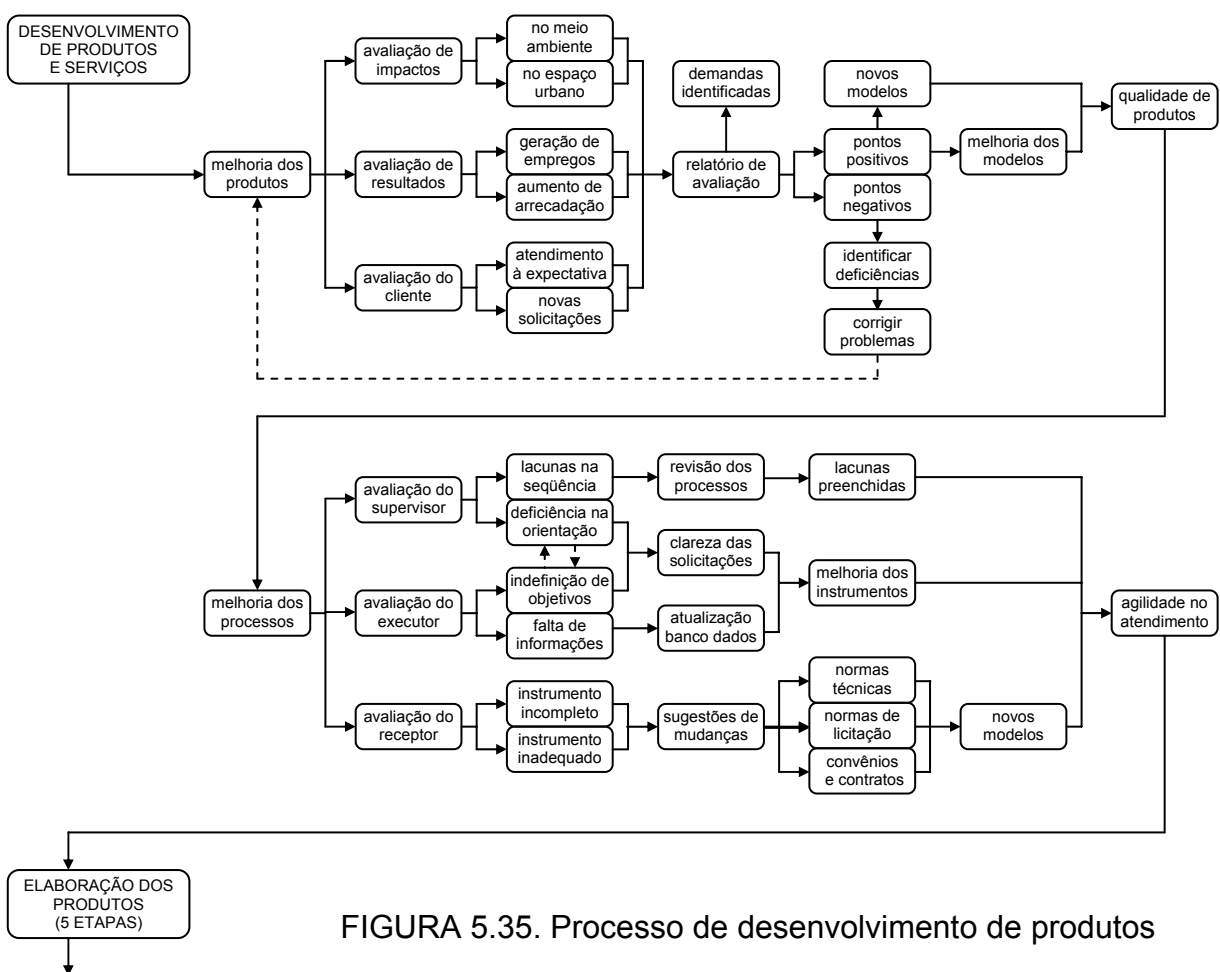 DESENVOLVIMENTO
DE PRODUTOS
E SERVIÇOS
melhoria dos
produtos
avaliação de
impactos
no meio
ambiente
no espaço
urbano
avaliação de
resultados
geração de
empregos
aumento de
arrecadação
avaliação do
cliente
atendimento
à expectativa
novas
solicitações
demandas
identificadas
relatório de
avaliação
novos
modelos
pontos
positivos
pontos
negativos
melhoria dos
modelos
identificar
deficiências
corrigir
problemas
qualidade de
produtos
melhoria dos
processos
avaliação do
supervisor
lacunas na
seqüência
deficiência na
orientação
revisão dos
processos
lacunas
preenchidas
avaliação do
executor
indefinição de
objetivos
falta de
informações
clareza das
solicitações
atualização
banco dados
melhoria dos
instrumentos
avaliação do
receptor
instrumento
incompleto
instrumento
inadequado
sugestões de
mudanças
normas
técnicas
normas de
licitação
convênios
e contratos
novos
modelos
agilidade no
atendimento
ELABORAÇÃO DOS
PRODUTOS
(5 ETAPAS)
FIGURA 5.35. Processo de desenvolvimento de produtos